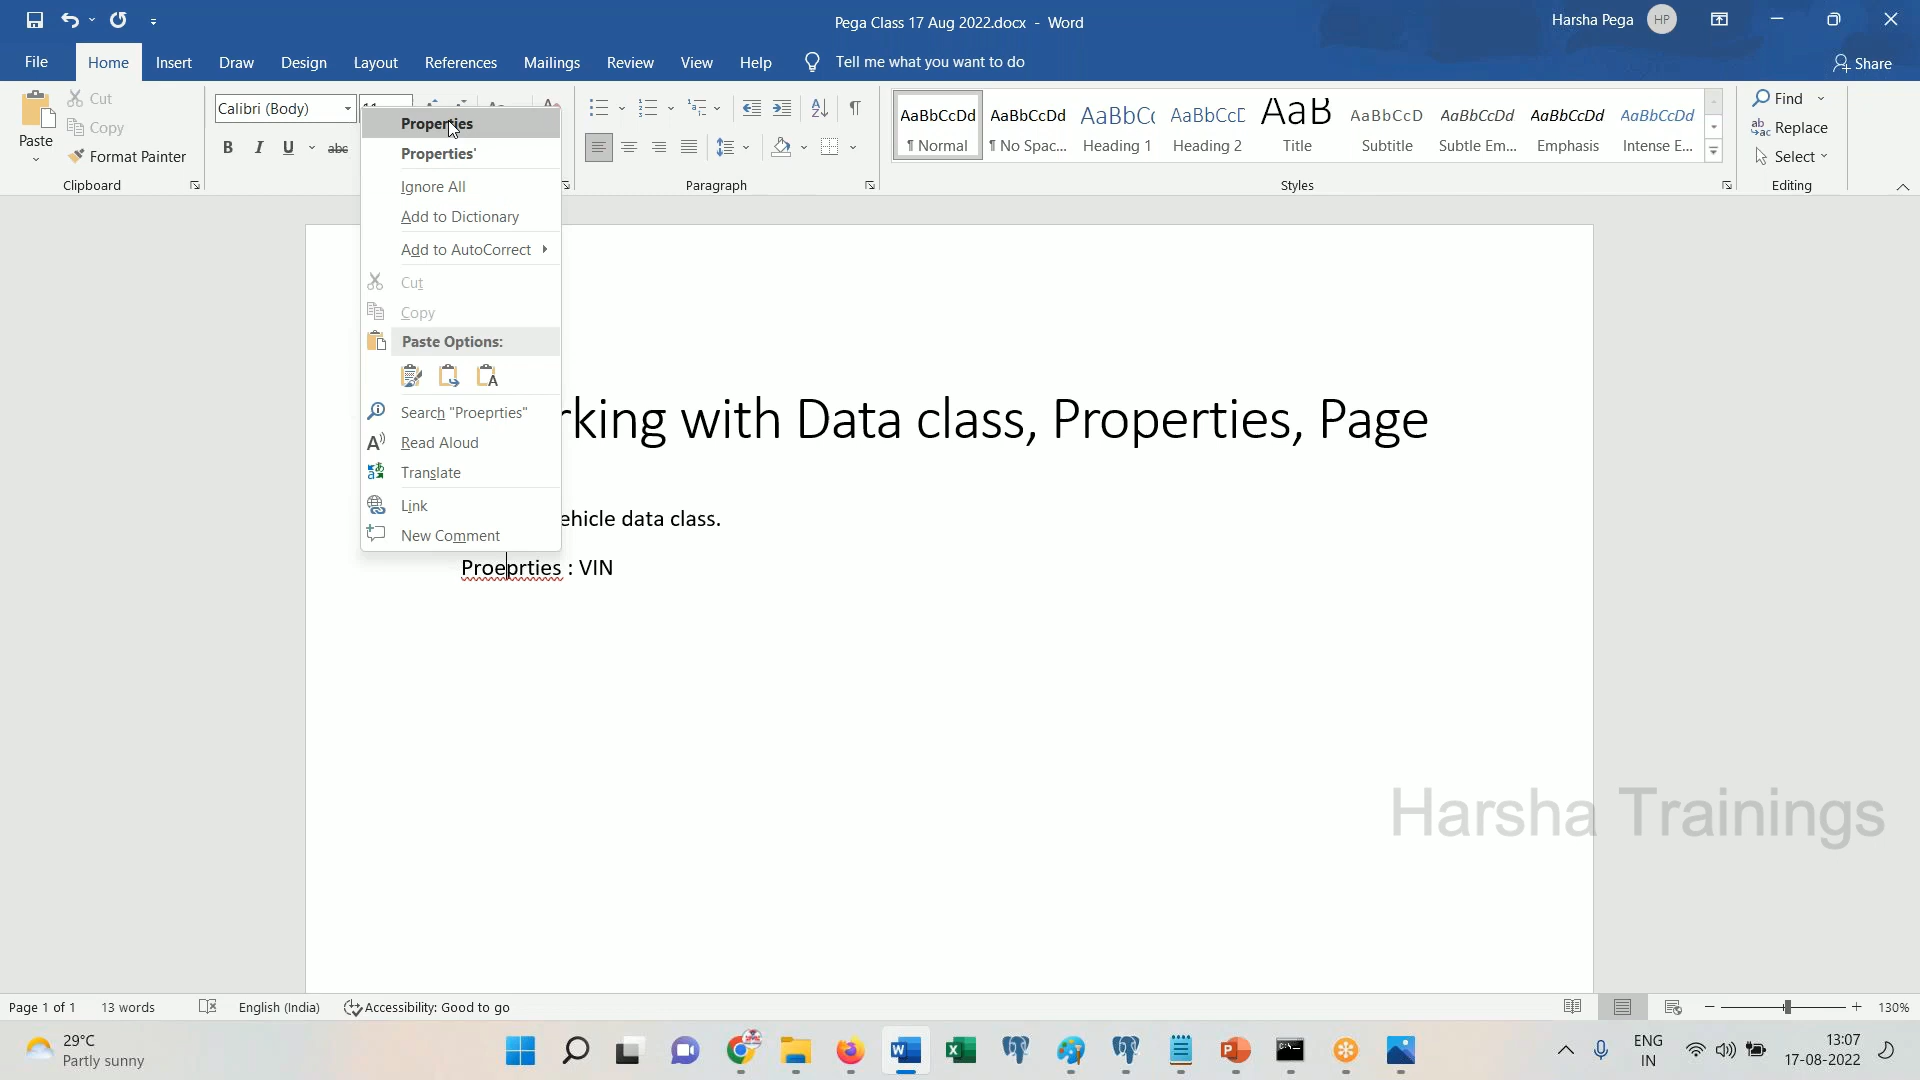 Pega Class 17 Aug 2022.docx - Word
Harsha Pega HP
File Home Insert Draw Design Layout References Mailings Review View Help Tell me what you want to do Share
Paste
Cut
Copy
Format Painter
Clipboard
Calibri (Body)
B I U abc
Paragraph
AaBbCcDd AaBbCcDd AaBbC AaBbCcC AaB AaBbCcD AaBbCcDd AaBbCcDd AaBbCcDd
¶ Normal ¶ No Spac... Heading 1 Heading 2 Title Subtitle Subtle Em... Emphasis Intense E...
Styles
Find
Replace
Select
Editing
Properties
Properties'
Ignore All
Add to Dictionary
Add to AutoCorrect
Cut
Copy
Paste Options:
Search "Proeprties"
Read Aloud
Translate
Link
New Comment
rking with Data class, Properties, Page
ehicle data class.
Proeprties : VIN
Harsha Trainings
Page 1 of 1 13 words English (India) Accessibility: Good to go 130%
29°C
Partly sunny
ENG
IN
13:07
17-08-2022